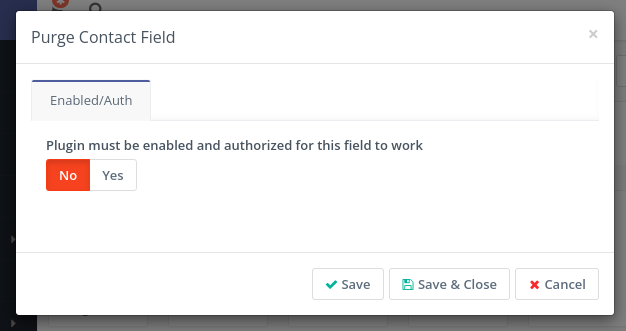 Purge Contact Field
×
Enabled/Auth
Plugin must be enabled and authorized for this field to work
No Yes
Save Save & Close Cancel